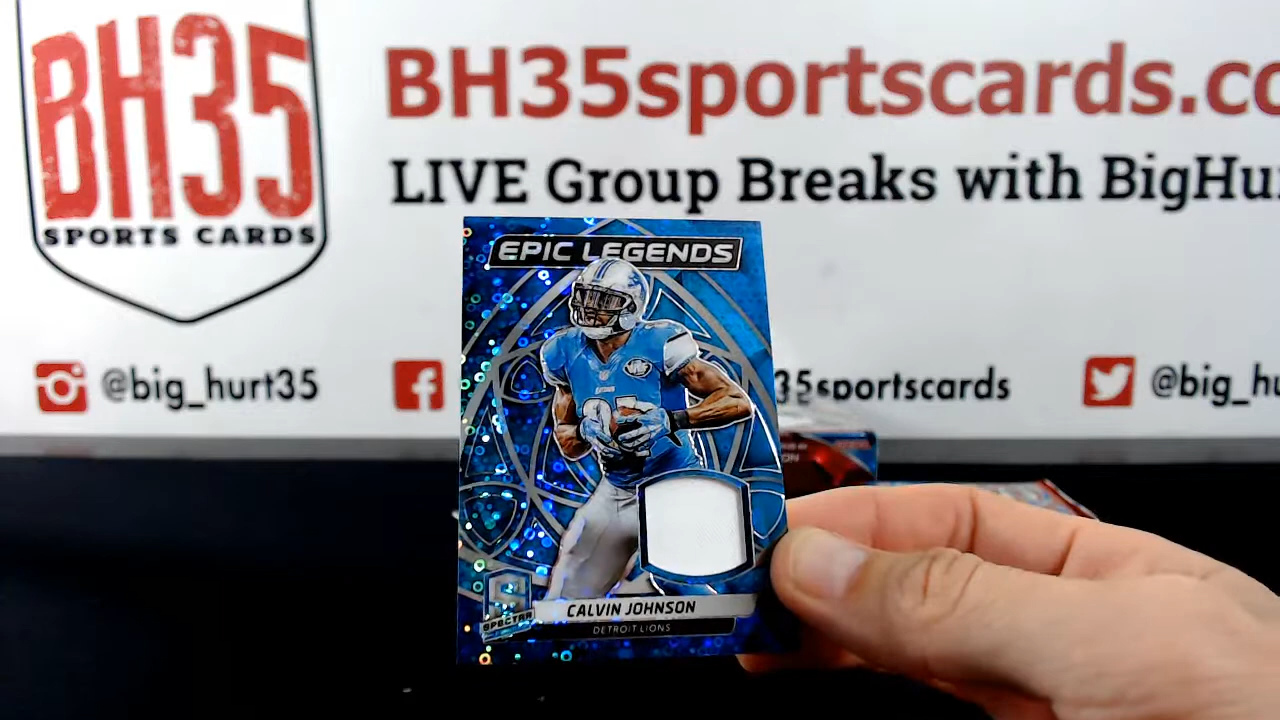 BH35
SPORTS CARDS
BH35sportscards.co
LIVE Group Breaks with BigHu
@big_hurt35
35sportscards
@big_hu
EPIC LEGENDS
SPECTRA
CALVIN JOHNSON
DETROIT LIONS